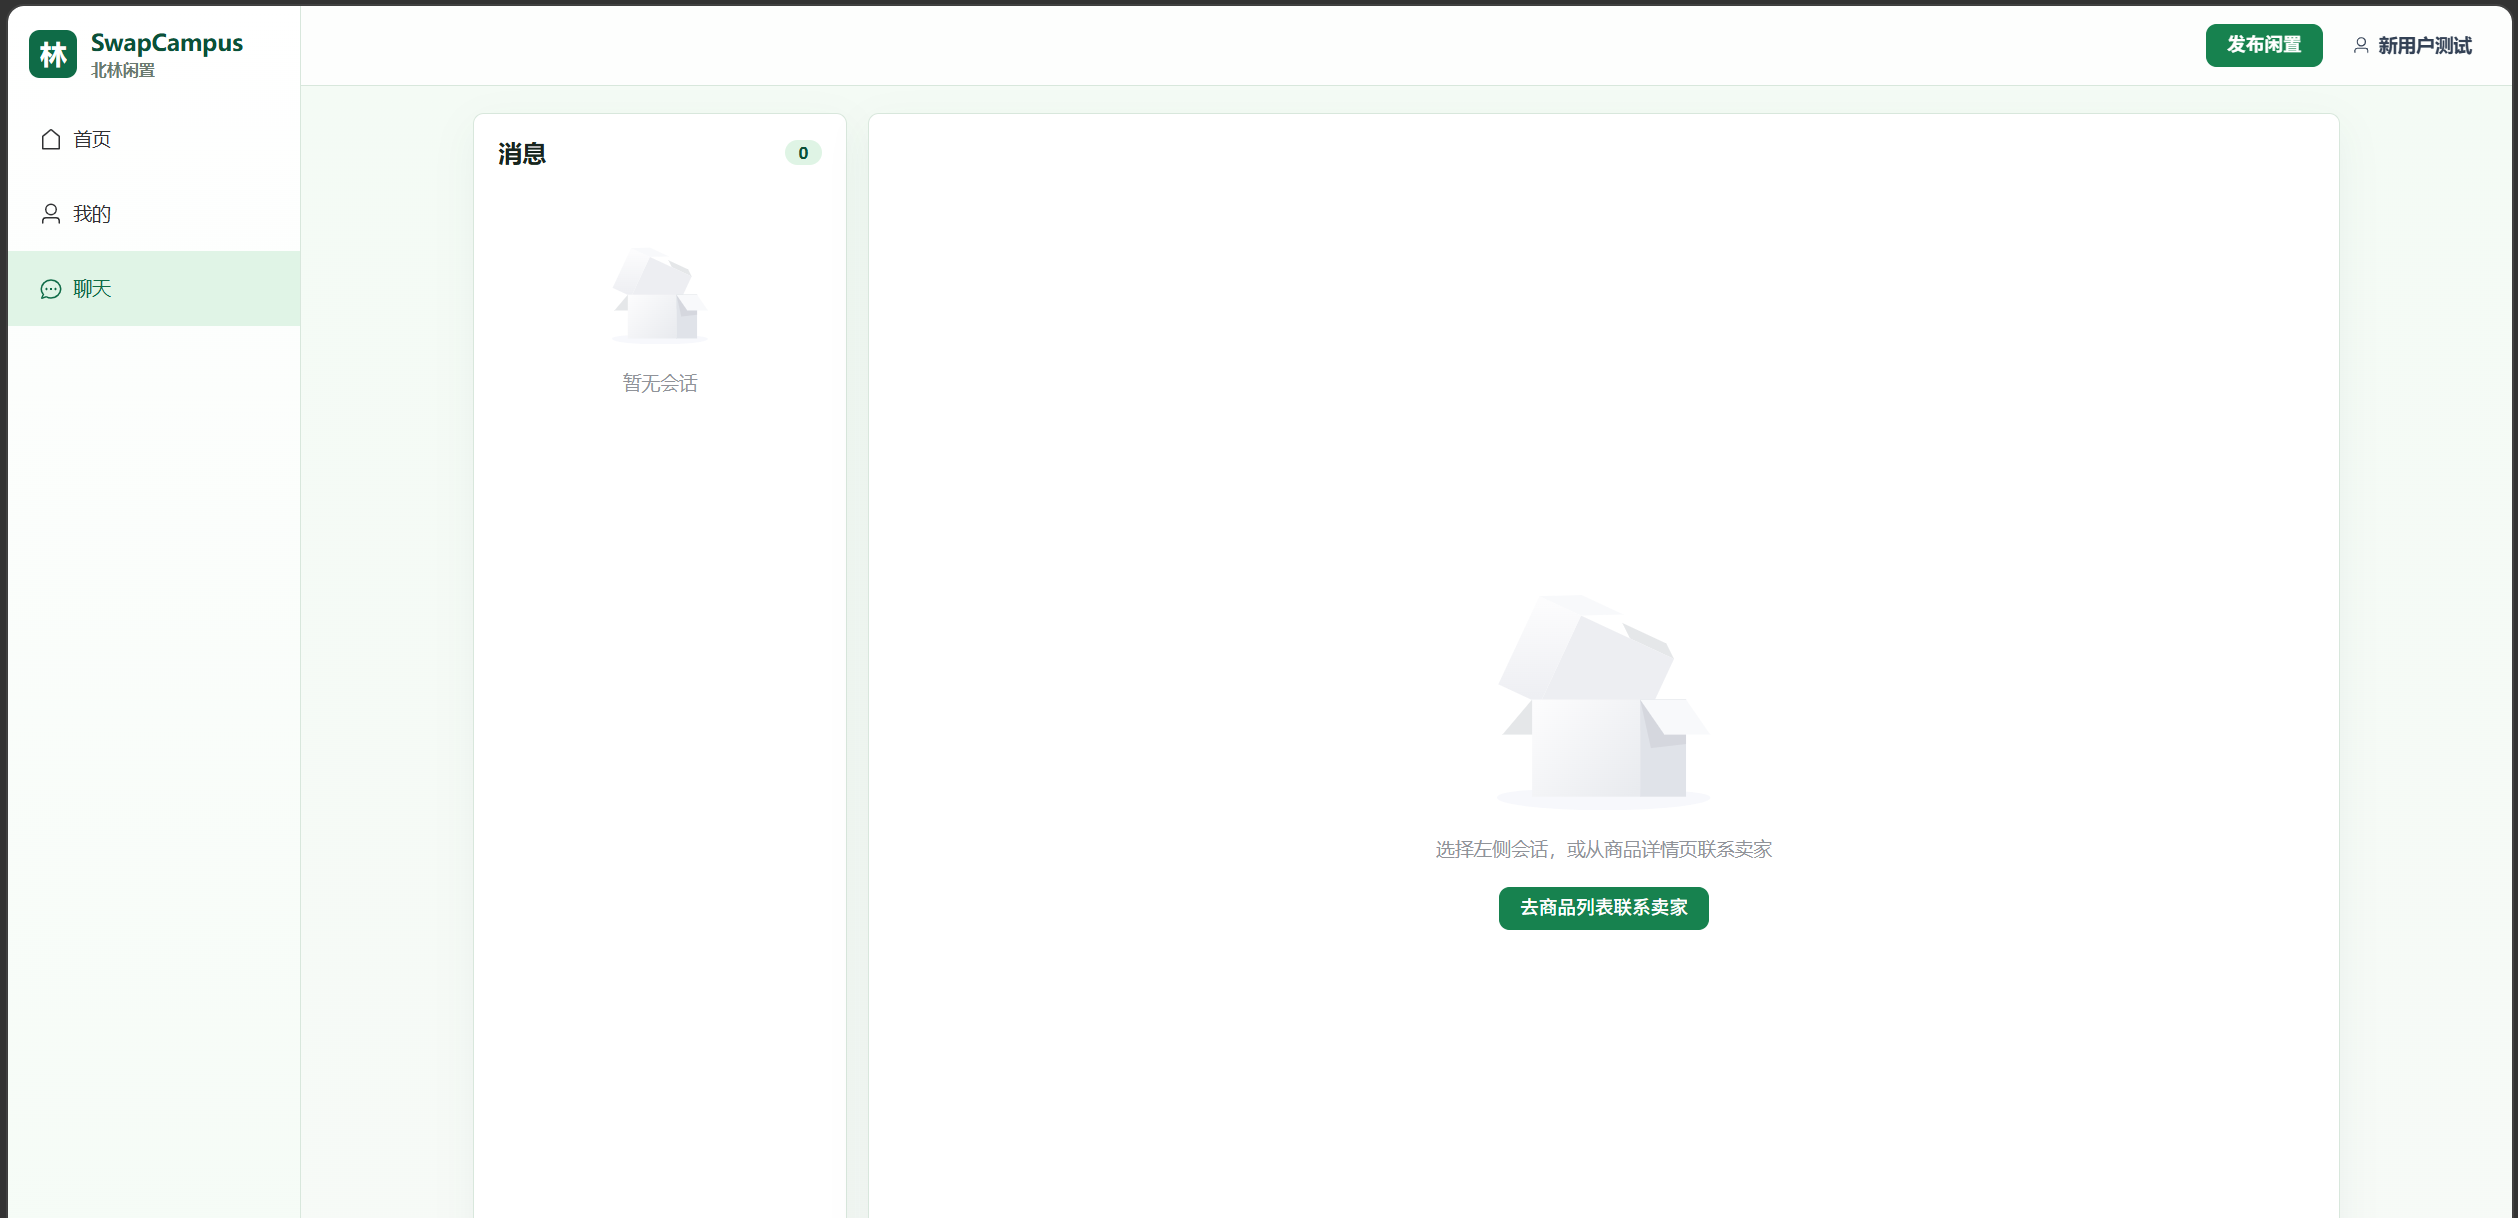 林
SwapCampus
北林闲置
发布闲置
新用户测试
首页
我的
聊天
消息
0
暂无会话
选择左侧会话，或从商品详情页联系卖家
去商品列表联系卖家